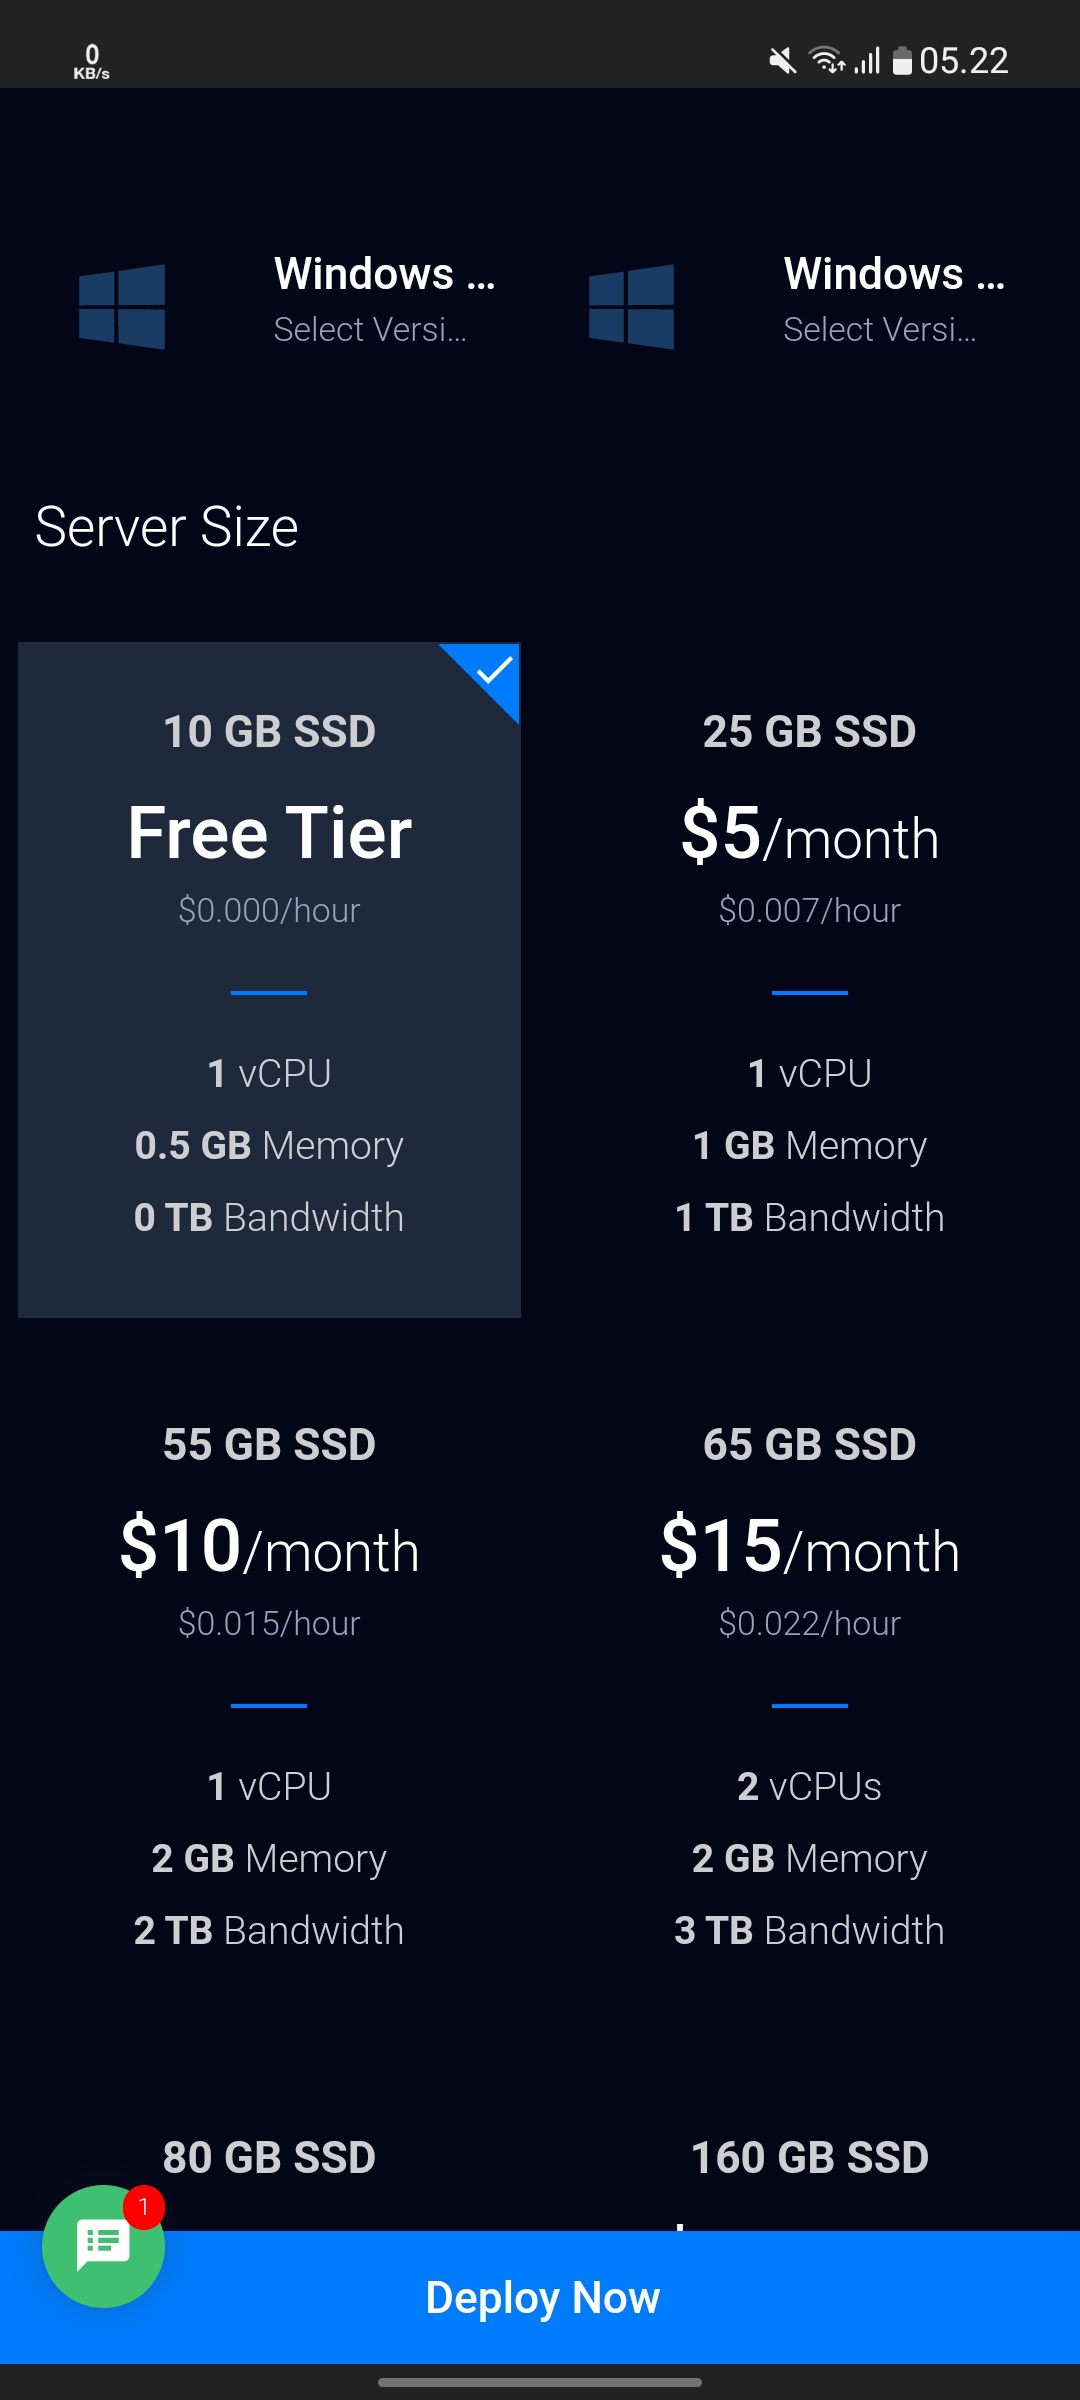 0
KB/s
05.22
Windows ...
Select Versi...
Windows ...
Select Versi...
Server Size
10 GB SSD
Free Tier
$0.000/hour
1 vCPU
0.5 GB Memory
0 TB Bandwidth
25 GB SSD
$5/month
$0.007/hour
1 vCPU
1 GB Memory
1 TB Bandwidth
55 GB SSD
$10/month
$0.015/hour
1 vCPU
2 GB Memory
2 TB Bandwidth
65 GB SSD
$15/month
$0.022/hour
2 vCPUs
2 GB Memory
3 TB Bandwidth
80 GB SSD
160 GB SSD
1
Deploy Now